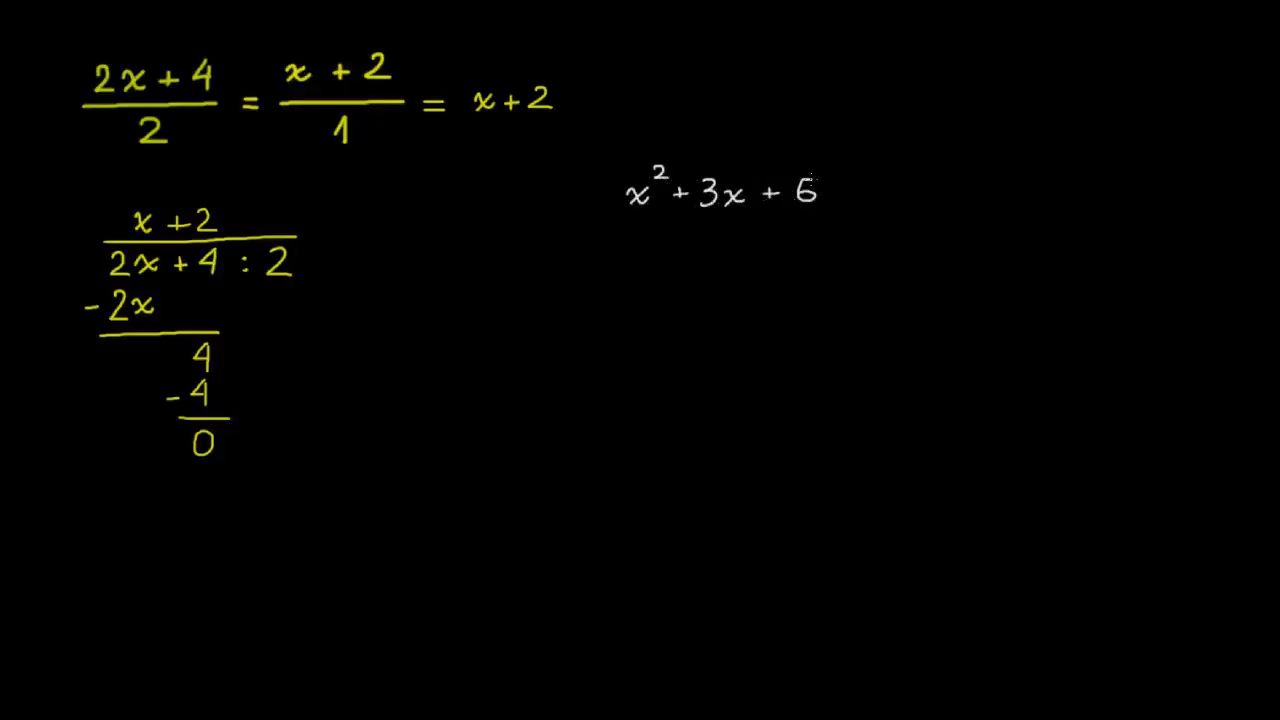 2x + 4 / 2 = x + 2 / 1 = x + 2
x² + 3x + 6
x + 2
2x + 4 : 2
- 2x
4
- 4
0